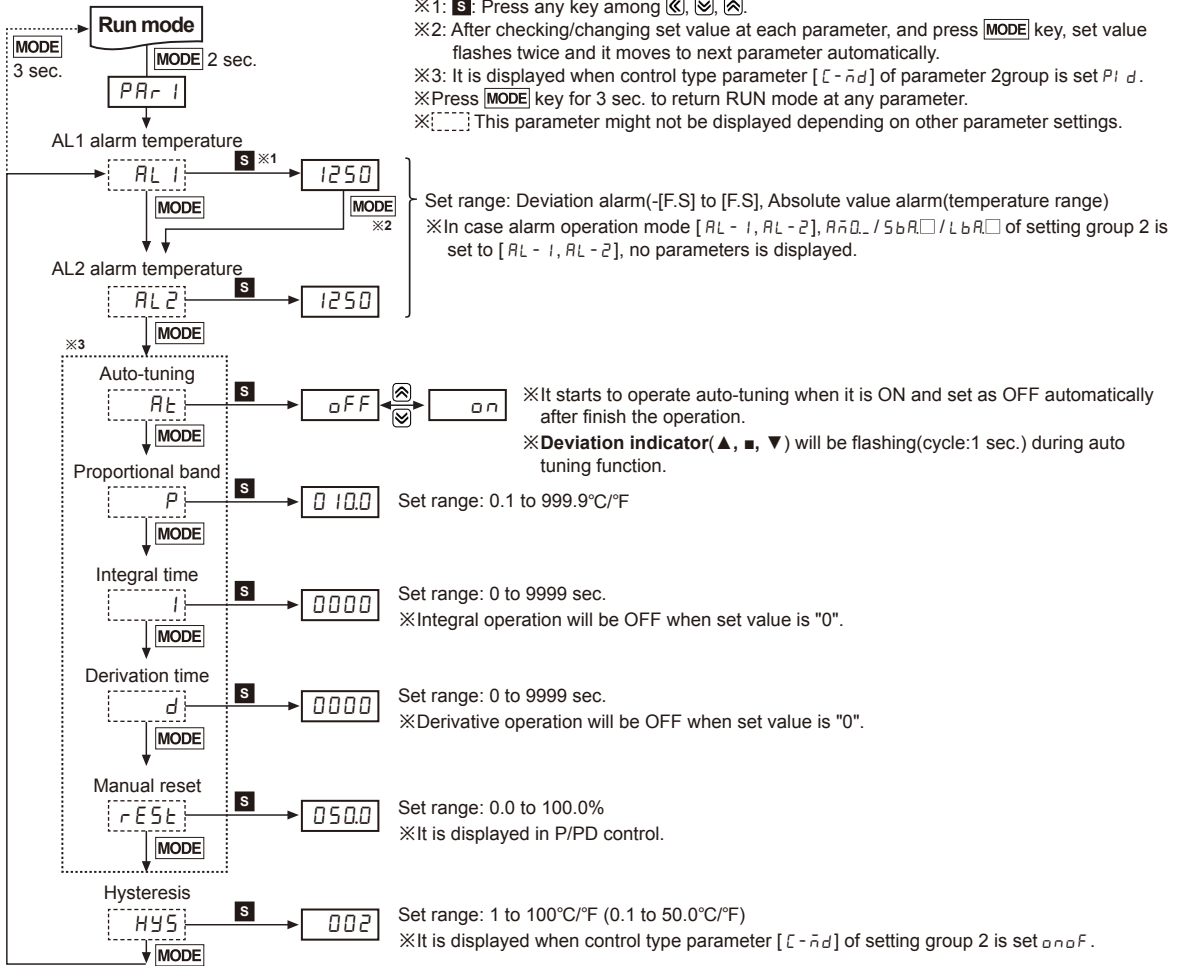 ※1: S: Press any key among «, ︾, ︽.
※2: After checking/changing set value at each parameter, and press MODE key, set value
flashes twice and it moves to next parameter automatically.
※3: It is displayed when control type parameter [C-md] of parameter 2group is set PId.
※Press MODE key for 3 sec. to return RUN mode at any parameter.
※[ ] This parameter might not be displayed depending on other parameter settings.
Run mode
MODE
3 sec.
MODE 2 sec.
PAr1
AL1 alarm temperature
AL1
S ※1
1250
MODE
MODE
※2
Set range: Deviation alarm(-[F.S] to [F.S], Absolute value alarm(temperature range)
※In case alarm operation mode [AL-1, AL-2], Am0._ / SbA.□ / LbA.□ of setting group 2 is
set to [AL-1, AL-2], no parameters is displayed.
AL2 alarm temperature
AL2
S
1250
MODE
※3
Auto-tuning
At
S
oFF
on
MODE
※It starts to operate auto-tuning when it is ON and set as OFF automatically
after finish the operation.
※Deviation indicator(▲, ■, ▼) will be flashing(cycle:1 sec.) during auto
tuning function.
Proportional band
P
S
010.0
Set range: 0.1 to 999.9℃/℉
MODE
Integral time
I
S
0000
Set range: 0 to 9999 sec.
※Integral operation will be OFF when set value is "0".
MODE
Derivation time
d
S
0000
Set range: 0 to 9999 sec.
※Derivative operation will be OFF when set value is "0".
MODE
Manual reset
rESt
S
050.0
Set range: 0.0 to 100.0%
※It is displayed in P/PD control.
MODE
Hysteresis
HYS
S
002
Set range: 1 to 100℃/℉ (0.1 to 50.0℃/℉)
※It is displayed when control type parameter [C-md] of setting group 2 is set onoF.
MODE